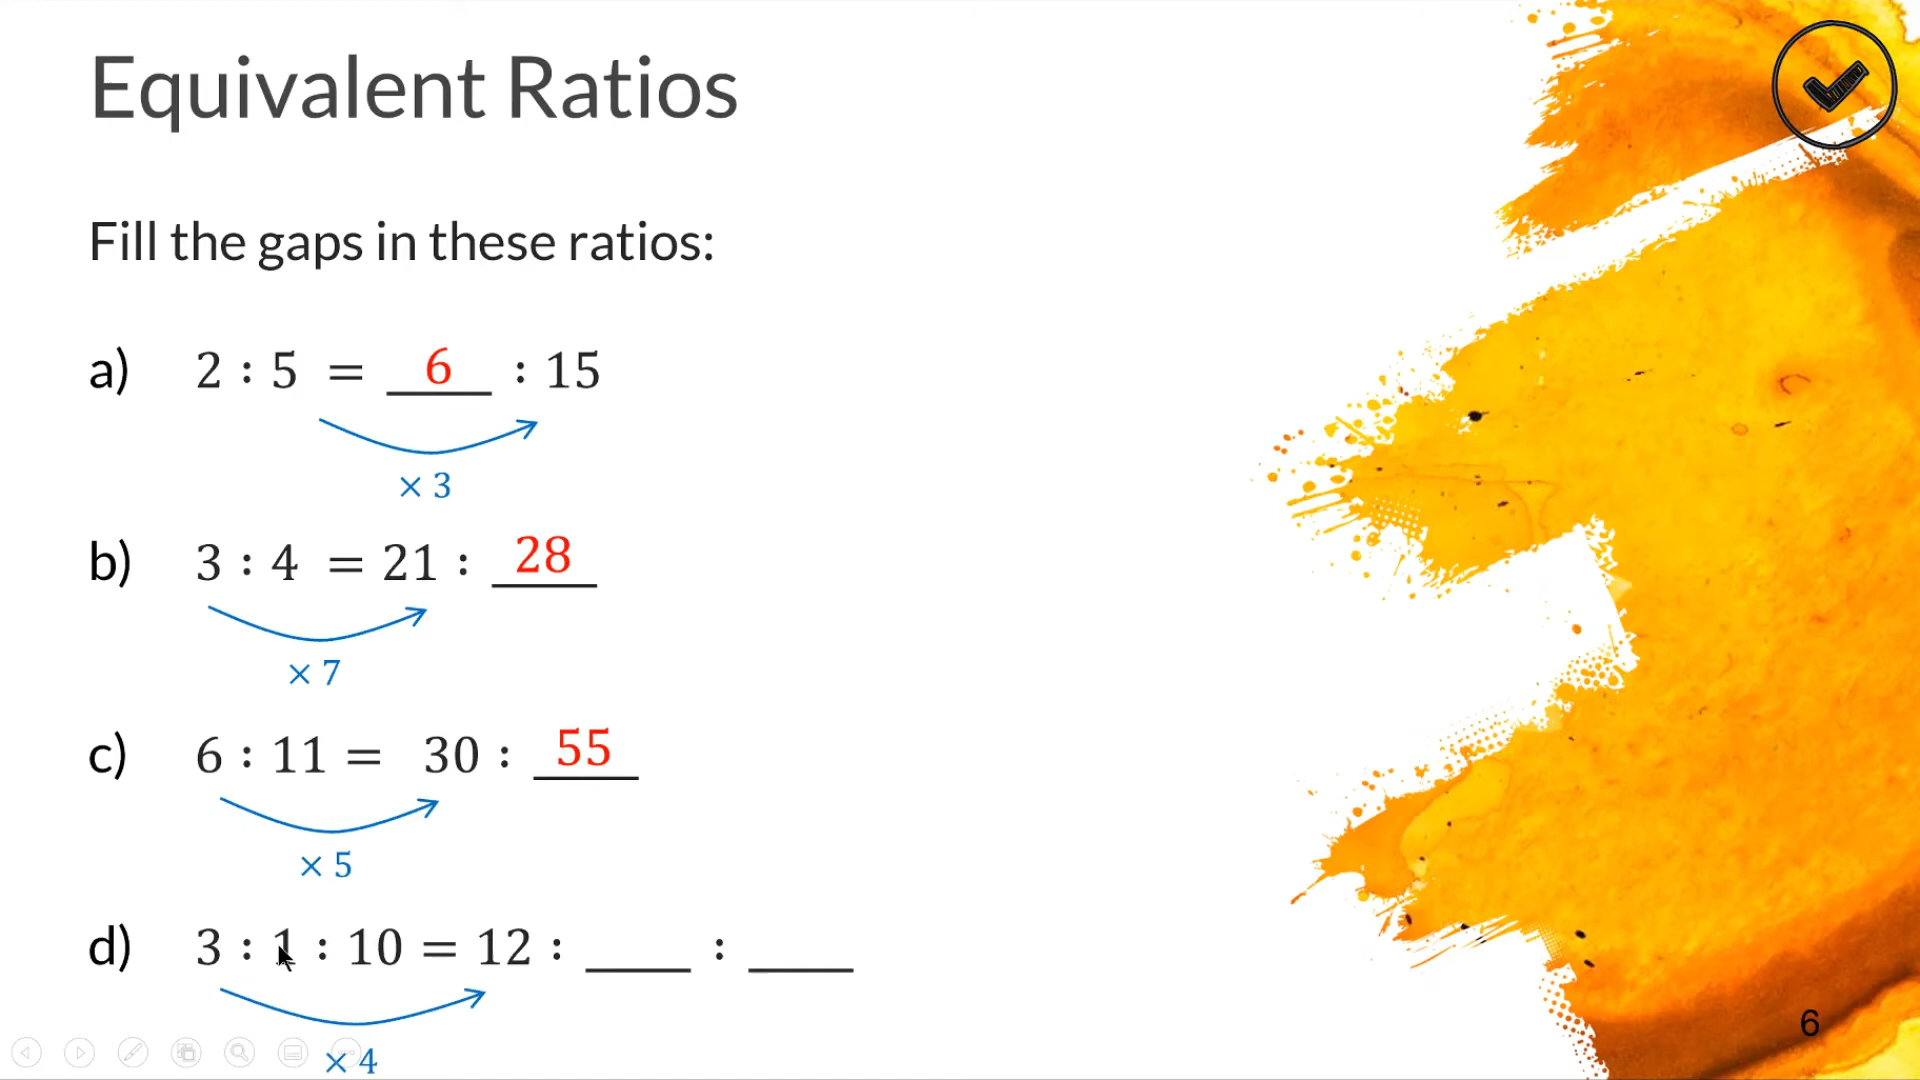 Equivalent Ratios
Fill the gaps in these ratios:
a) 2 : 5 = 6 : 15
× 3
b) 3 : 4 = 21 : 28
× 7
c) 6 : 11 = 30 : 55
× 5
d) 3 : 1 : 10 = 12 : ____ : ____
× 4
6